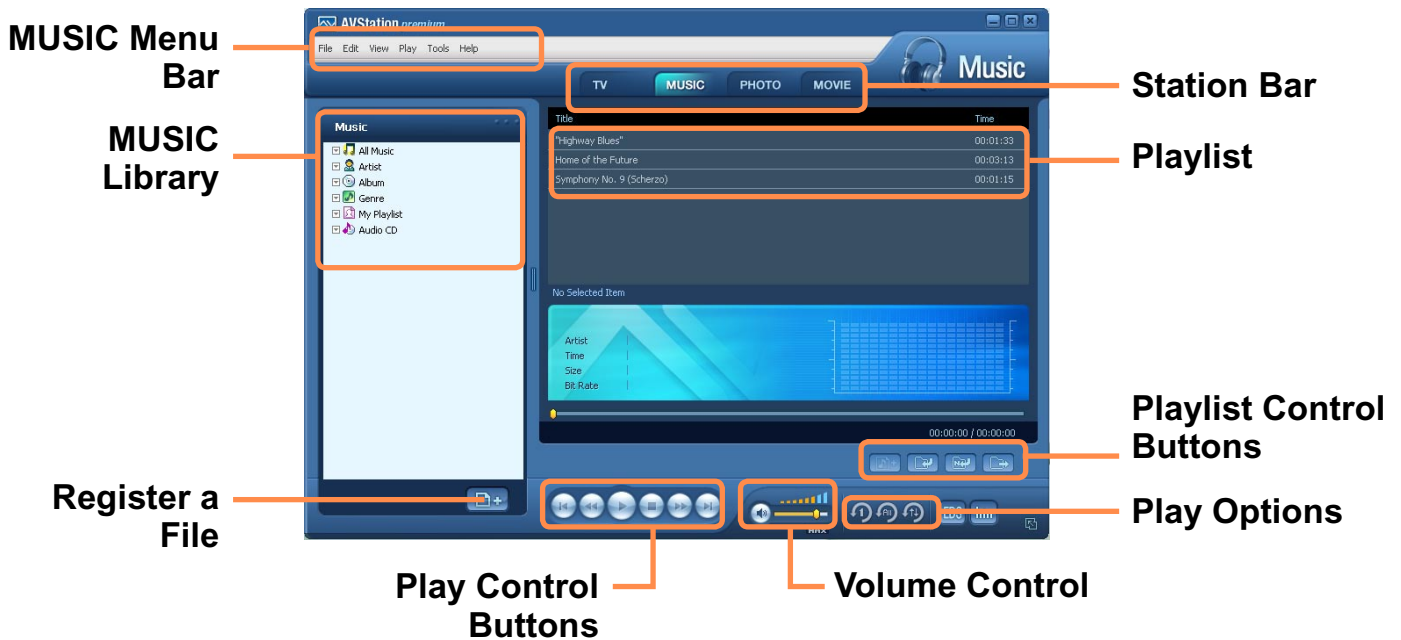 AVStation premium
MUSIC Menu
Bar
File Edit View Play Tools Help
Music
TV MUSIC PHOTO MOVIE
Station Bar
MUSIC
Library
Music
All Music
Artist
Album
Genre
My Playlist
Audio CD
Title Time
"Highway Blues" 00:01:33
Home of the Future 00:03:13
Symphony No. 9 (Scherzo) 00:01:15
Playlist
No Selected Item
Artist
Time
Size
Bit Rate
00:00:00 / 00:00:00
Playlist Control
Buttons
Register a
File
1 All
EDS
Play Options
Play Control
Buttons
Volume Control